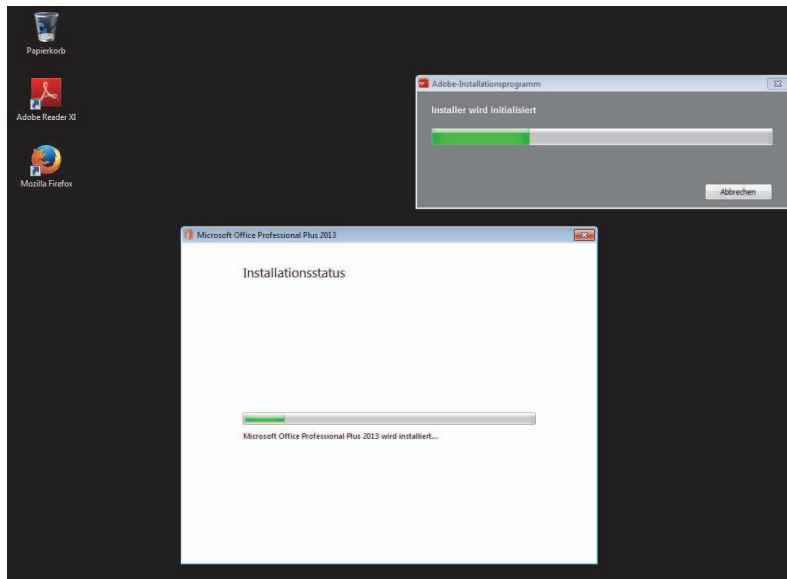 Papierkorb
Adobe Reader XI
Mozilla Firefox
Adobe-Installationsprogramm
Installer wird initialisiert
Abbrechen
Microsoft Office Professional Plus 2013
Installationsstatus
Microsoft Office Professional Plus 2013 wird installiert...